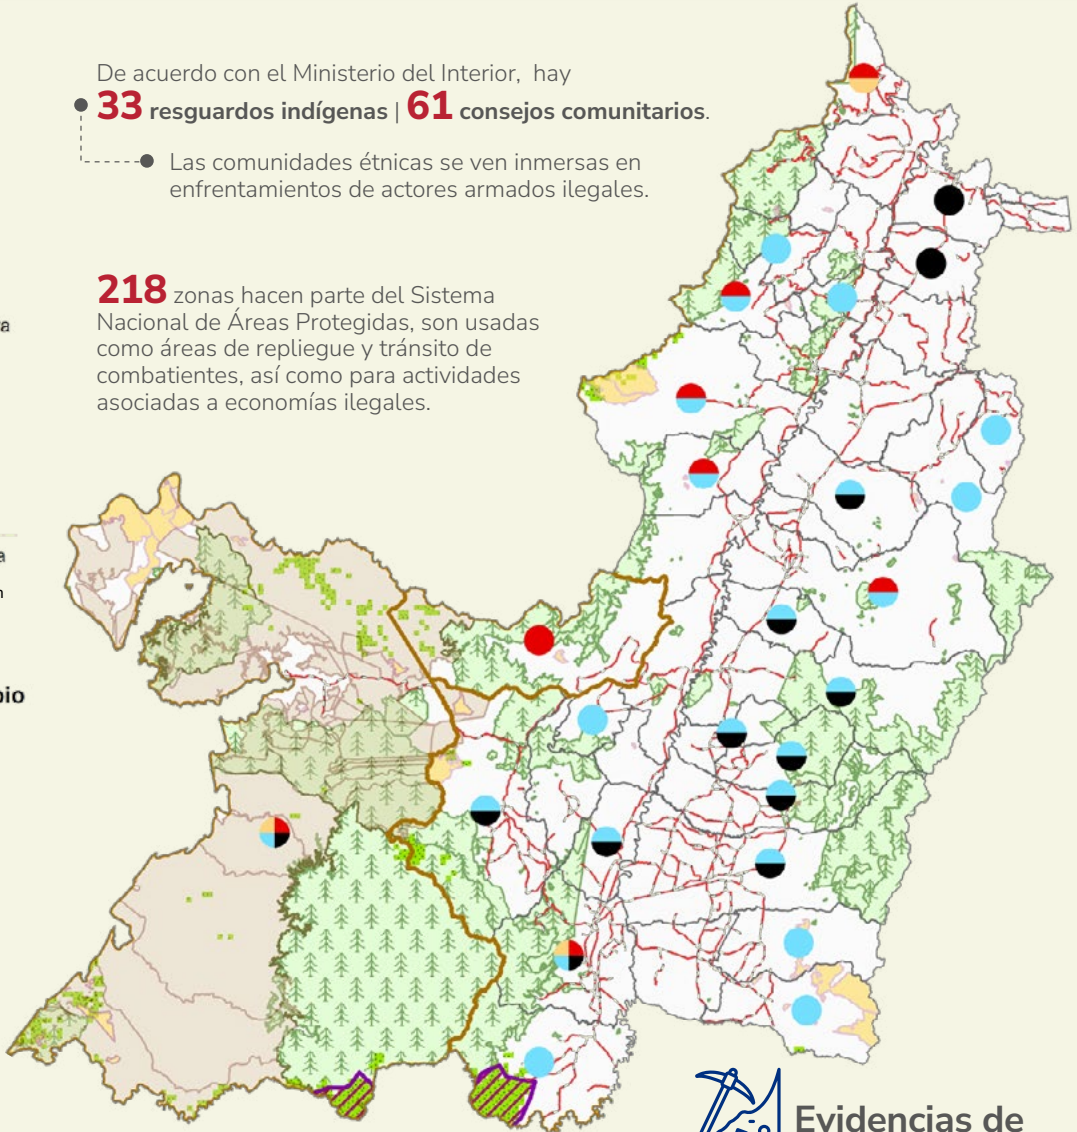 De acuerdo con el Ministerio del Interior, hay
33 resguardos indígenas | 61 consejos comunitarios.
Las comunidades étnicas se ven inmersas en
enfrentamientos de actores armados ilegales.
218 zonas hacen parte del Sistema
Nacional de Áreas Protegidas, son usadas
como áreas de repliegue y tránsito de
combatientes, así como para actividades
asociadas a economías ilegales.
Evidencias de